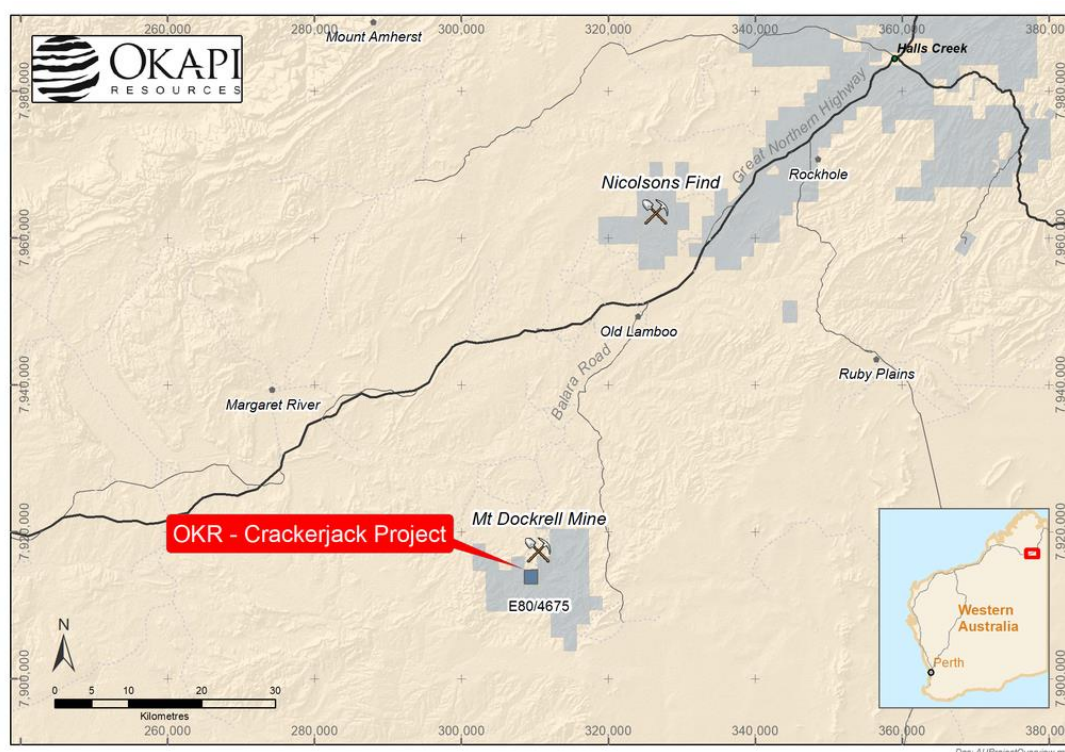 260,000
280,000
300,000
320,000
340,000
360,000
380,000
OKAPI
RESOURCES
Mount Amherst
Halls Creek
7,980,000
7,980,000
Great Northern Highway
Rockhole
Nicolsons Find
7,960,000
7,960,000
Old Lamboo
Balara Road
Ruby Plains
7,940,000
7,940,000
Margaret River
Mt Dockrell Mine
OKR - Crackerjack Project
7,920,000
7,920,000
E80/4675
Western
Australia
Perth
N
7,900,000
7,900,000
0 5 10 20 30
Kilometres
260,000
280,000
300,000
320,000
340,000
360,000
380,000